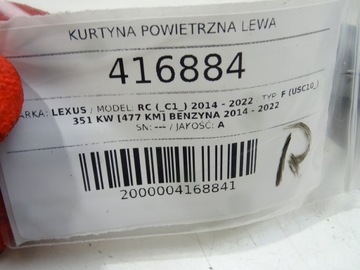 KURTYNA POWIETRZNA LEWA
416884
ARKA: LEXUS / MODEL: RC (_C1_) 2014 - 2022 TYP: F (USC10_)
351 KW [477 KM] BENZYNA 2014 - 2022
SN: --- / JAKOŚĆ: A
2000004168841